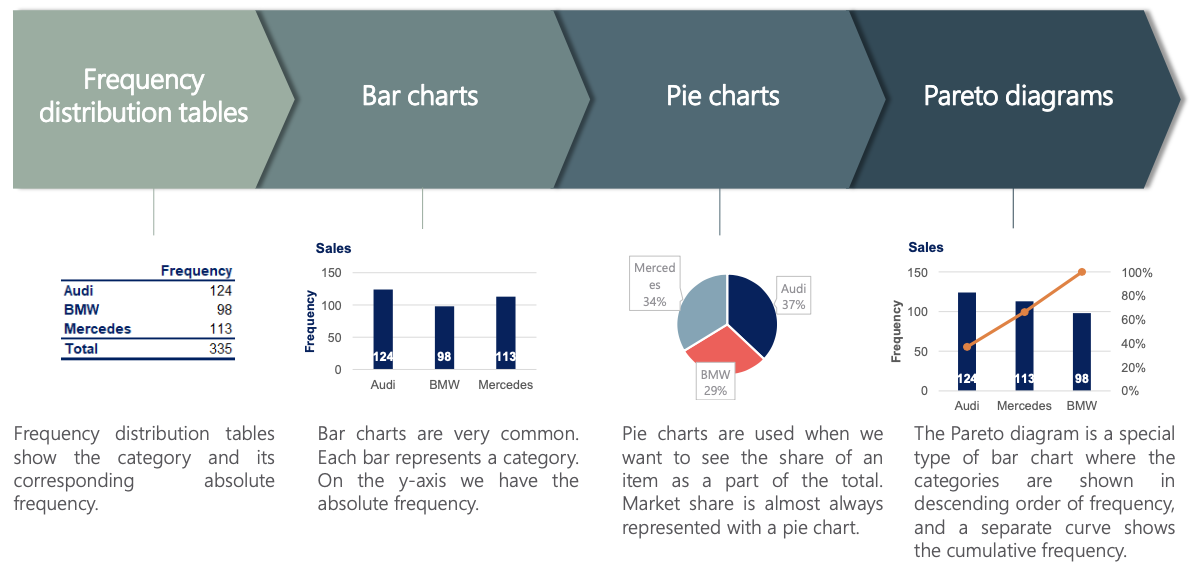 Frequency
distribution tables
Bar charts
Pie charts
Pareto diagrams
Frequency
Audi 124
BMW 98
Mercedes 113
Total 335
Sales
Frequency
150
100
50
0
124 98 113
Audi BMW Mercedes
Merced
es
34%
Audi
37%
BMW
29%
Sales
Frequency
150
100
50
0
124 113 98
Audi Mercedes BMW
100%
80%
60%
40%
20%
0%
Frequency distribution tables
show the category and its
corresponding absolute
frequency.
Bar charts are very common.
Each bar represents a category.
On the y-axis we have the
absolute frequency.
Pie charts are used when we
want to see the share of an
item as a part of the total.
Market share is almost always
represented with a pie chart.
The Pareto diagram is a special
type of bar chart where the
categories are shown in
descending order of frequency,
and a separate curve shows
the cumulative frequency.